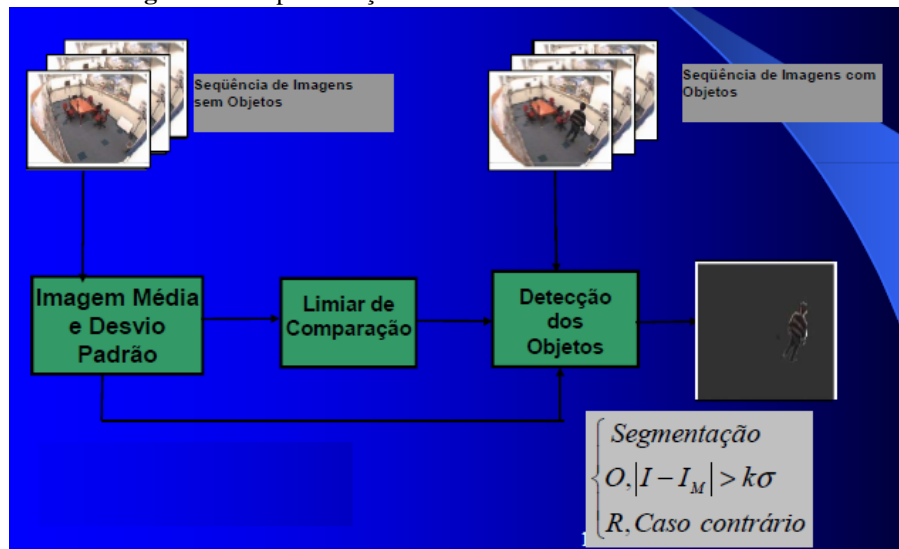 Seqüência de Imagens
sem Objetos
Seqüência de Imagens com
Objetos
Imagem Média
e Desvio
Padrão
Limiar de
Comparação
Detecção
dos
Objetos
Segmentação
O,|I − I_M| > kσ
R, Caso contrário